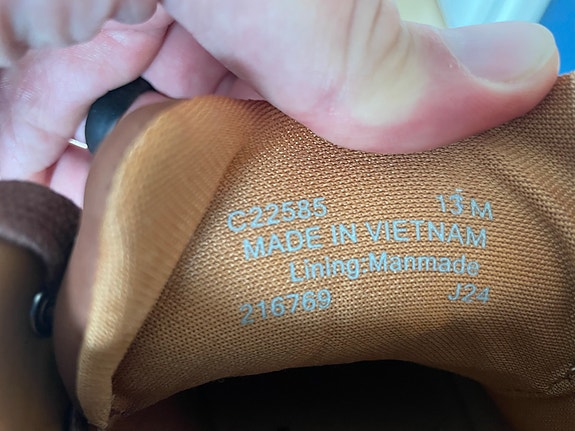 C22585 13 M
MADE IN VIETNAM
Lining:Manmade
216769 J24